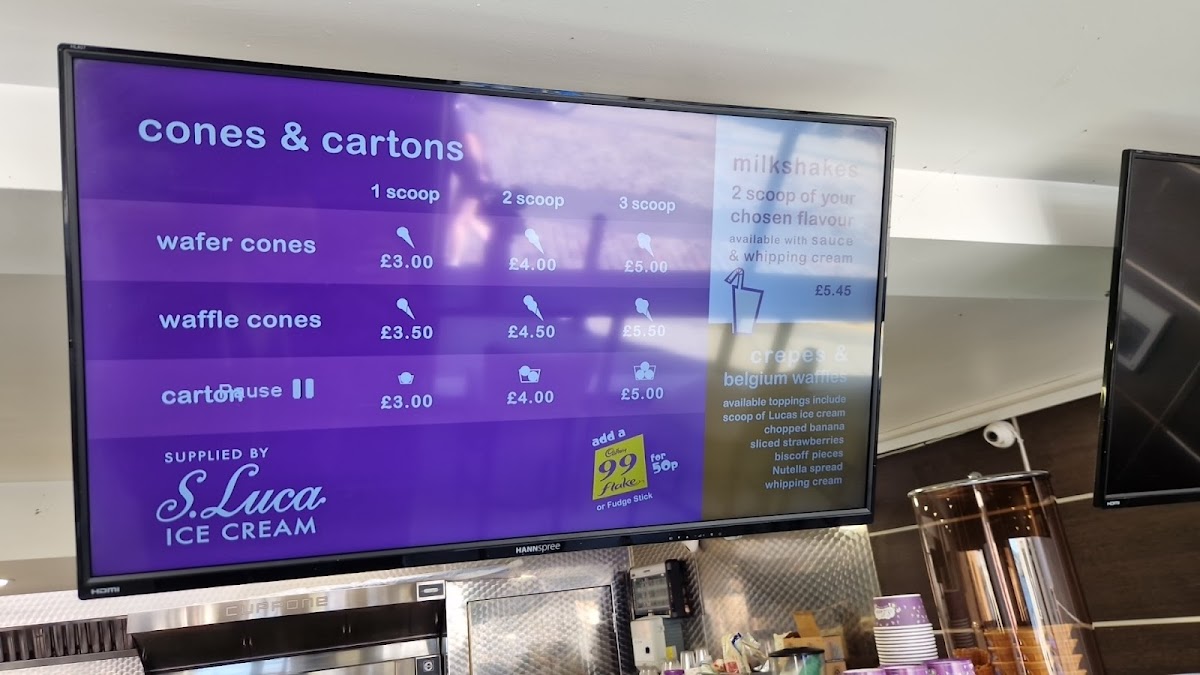 cones & cartons
1 scoop 2 scoop 3 scoop
wafer cones £3.00 £4.00 £5.00
waffle cones £3.50 £4.50 £5.50
carton Pause £3.00 £4.00 £5.00
SUPPLIED BY
S. Luca
ICE CREAM
add a
Cadbury
99
flake
for
50p
or Fudge Stick
milkshakes
2 scoop of your
chosen flavour
available with sauce
& whipping cream
£5.45
crepes &
belgium waffles
available toppings include
scoop of Lucas ice cream
chopped banana
sliced strawberries
biscoff pieces
Nutella spread
whipping cream
HANNspree
HDMI
HDMI
CUPPONE